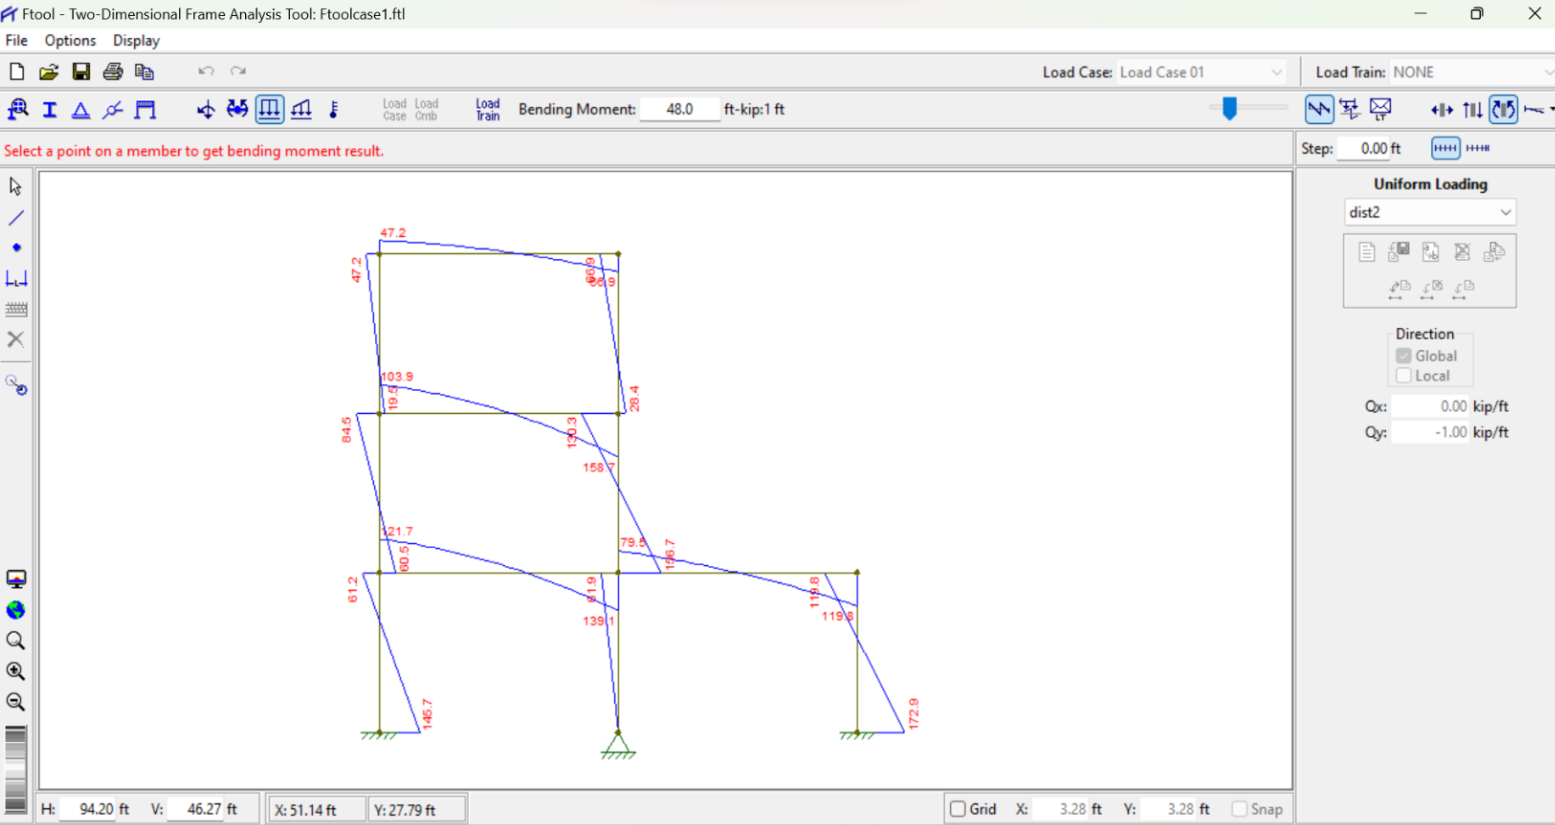 Ftool - Two-Dimensional Frame Analysis Tool: Ftoolcase1.ftl
File Options Display
Load Case: Load Case 01 Load Train: NONE
Load Case Load Cmb Load Train Bending Moment: 48.0 ft-kip:1 ft LT
Select a point on a member to get bending moment result.
Step: 0.00 ft
Uniform Loading
dist2
Direction
Global
Local
Qx: 0.00 kip/ft
Qy: -1.00 kip/ft
47.2
47.2
66.9
66.9
103.9
19.5
28.4
84.5
130.3
158.7
121.7
60.5
79.5
156.7
61.2
61.9
139.1
119.8
119.8
145.7
172.9
H: 94.20 ft V: 46.27 ft X: 51.14 ft Y: 27.79 ft Grid X: 3.28 ft Y: 3.28 ft Snap